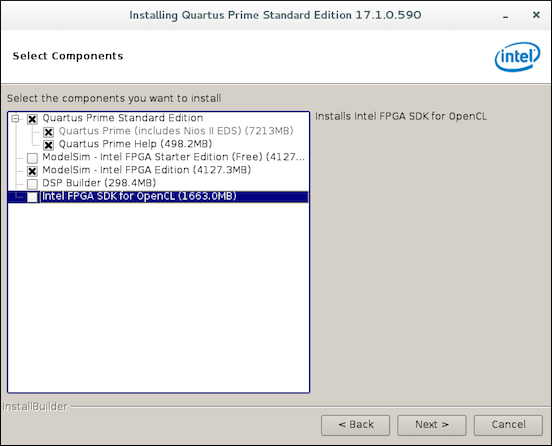 Installing Quartus Prime Standard Edition 17.1.0.590
Select Components
intel
Select the components you want to install
Quartus Prime Standard Edition
Installs Intel FPGA SDK for OpenCL
Quartus Prime (includes Nios II EDS) (7213MB)
Quartus Prime Help (498.2MB)
ModelSim - Intel FPGA Starter Edition (Free) (4127...
ModelSim - Intel FPGA Edition (4127.3MB)
DSP Builder (298.4MB)
Intel FPGA SDK for OpenCL (1663.0MB)
InstallBuilder
< Back
Next >
Cancel